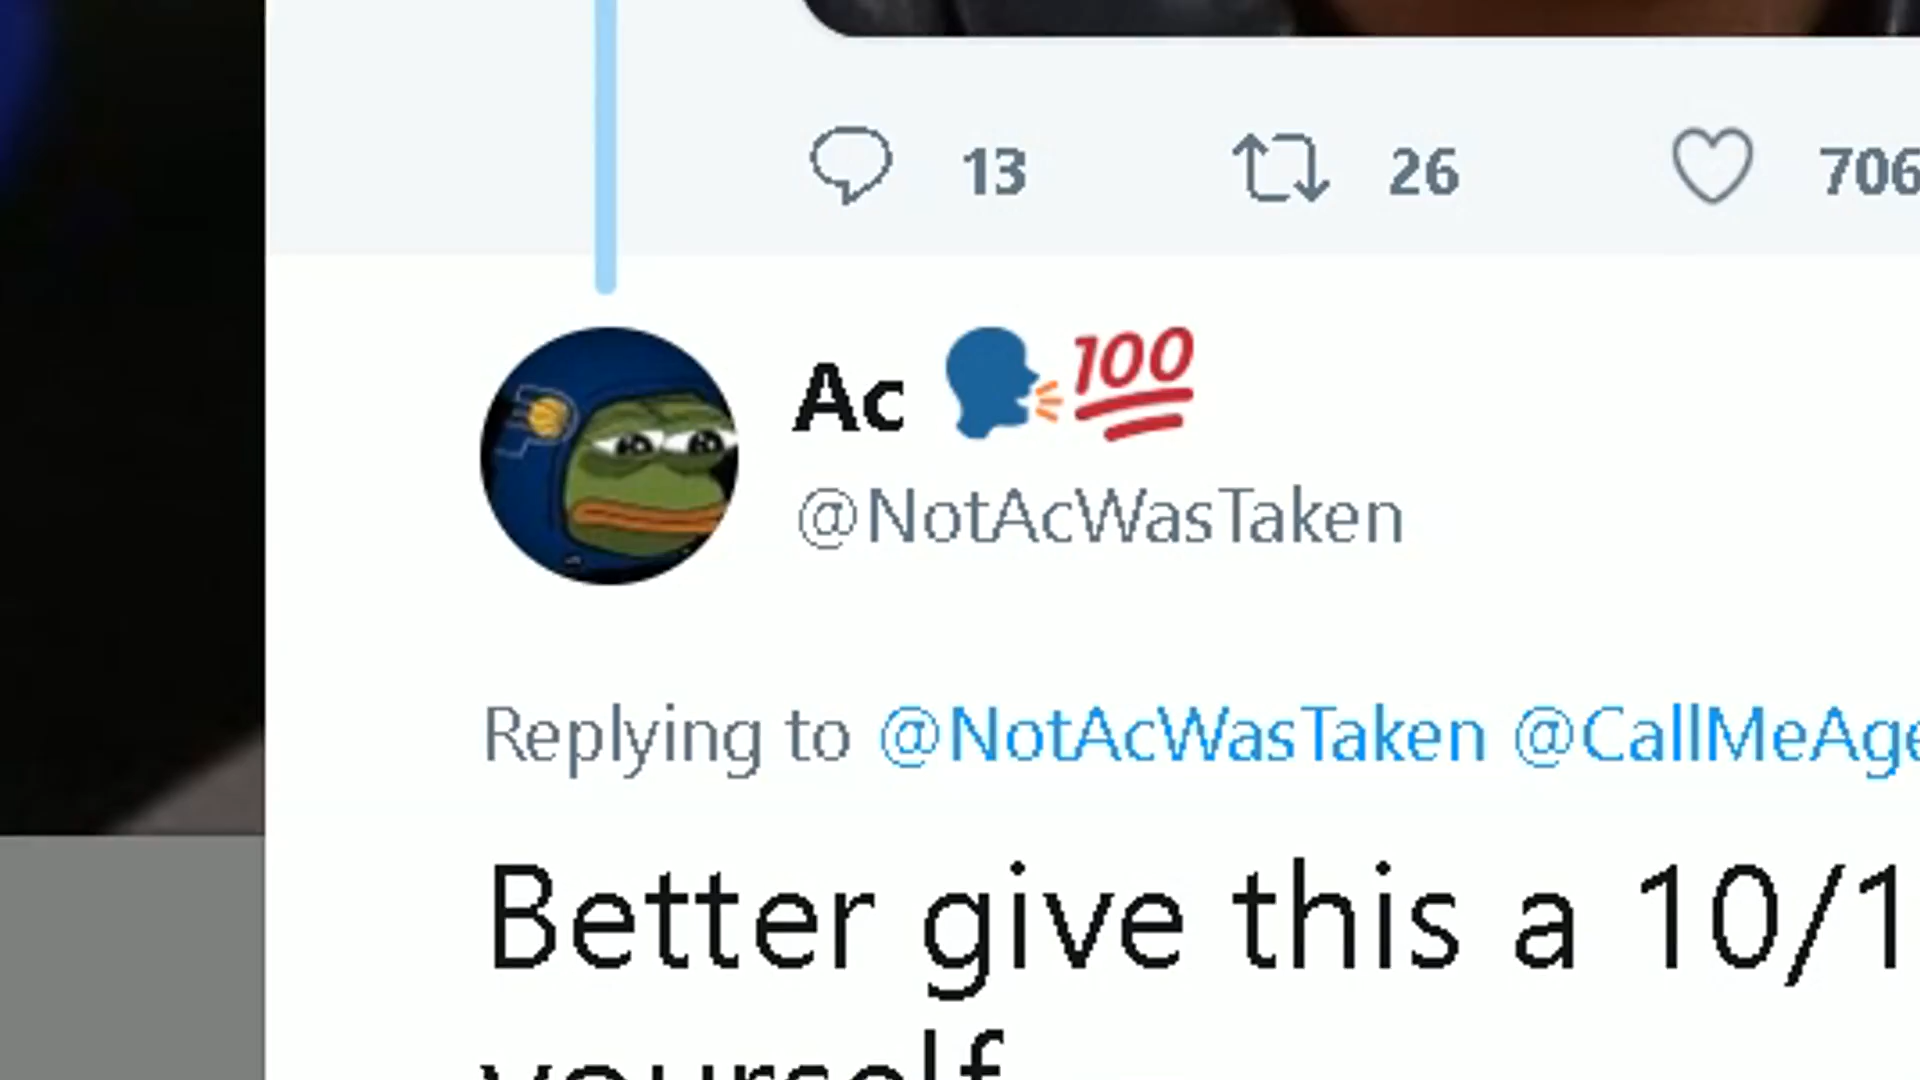 13 26 706
Ac 🗣💯
@NotAcWasTaken
Replying to @NotAcWasTaken @CallMeAge
Better give this a 10/1
yourself